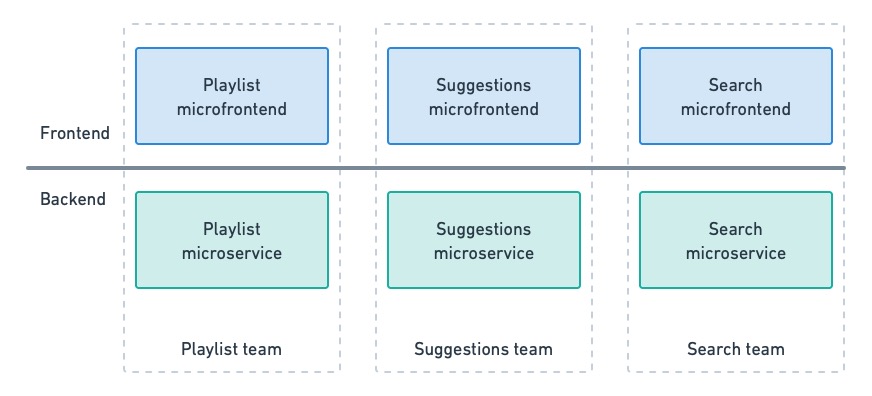 Playlist
microfrontend
Suggestions
microfrontend
Search
microfrontend
Frontend
Backend
Playlist
microservice
Suggestions
microservice
Search
microservice
Playlist team
Suggestions team
Search team